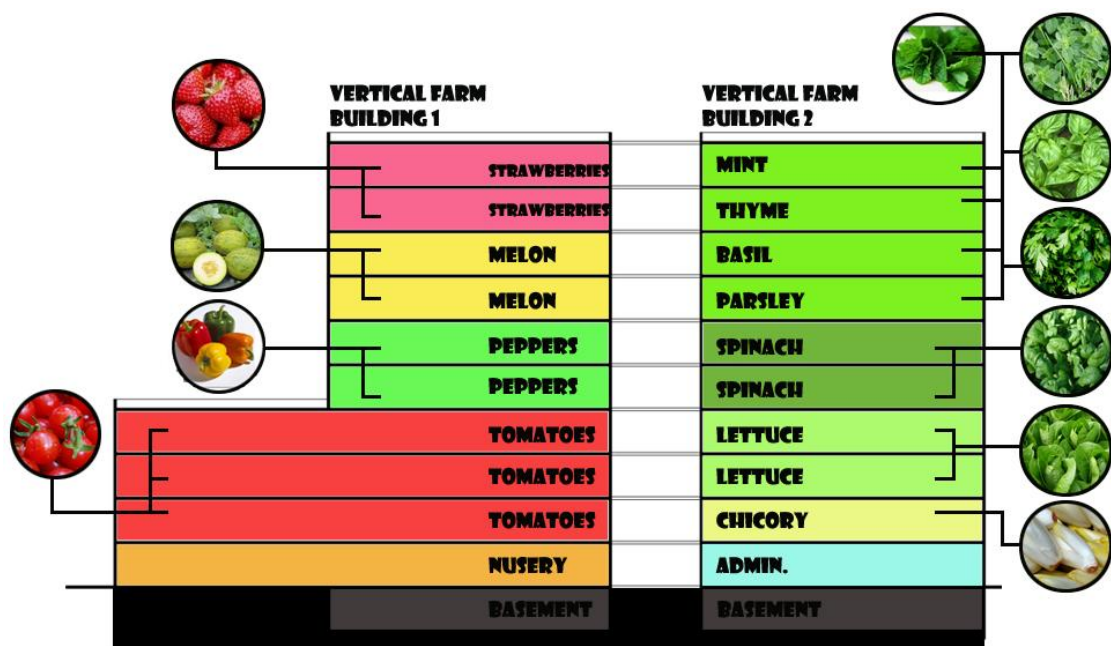 VERTICAL FARM
BUILDING 1
STRAWBERRIES
STRAWBERRIES
MELON
MELON
PEPPERS
PEPPERS
TOMATOES
TOMATOES
TOMATOES
NUSERY
BASEMENT
VERTICAL FARM
BUILDING 2
MINT
THYME
BASIL
PARSLEY
SPINACH
SPINACH
LETTUCE
LETTUCE
CHICORY
ADMIN.
BASEMENT